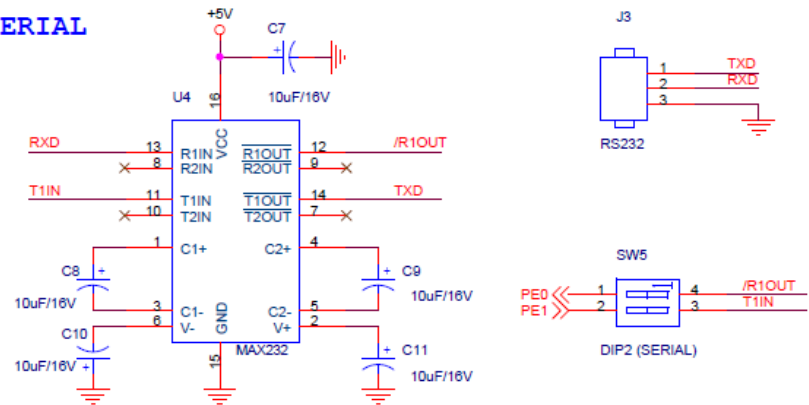 ERIAL
+5V
C7
10uF/16V
U4
16
VCC
RXD 13 R1IN R1OUT 12 /R1OUT
8 R2IN R2OUT 9
T1IN 11 T1IN T1OUT 14 TXD
10 T2IN T2OUT 7
1 C1+ C2+ 4
C8 +
10uF/16V
+ C9
10uF/16V
3 C1- C2- 5
6 V- V+ 2
GND
15
MAX232
C10
10uF/16V +
+ C11
10uF/16V
J3
1 TXD
2 RXD
3
RS232
SW5
PE0 1 4 /R1OUT
PE1 2 3 T1IN
DIP2 (SERIAL)